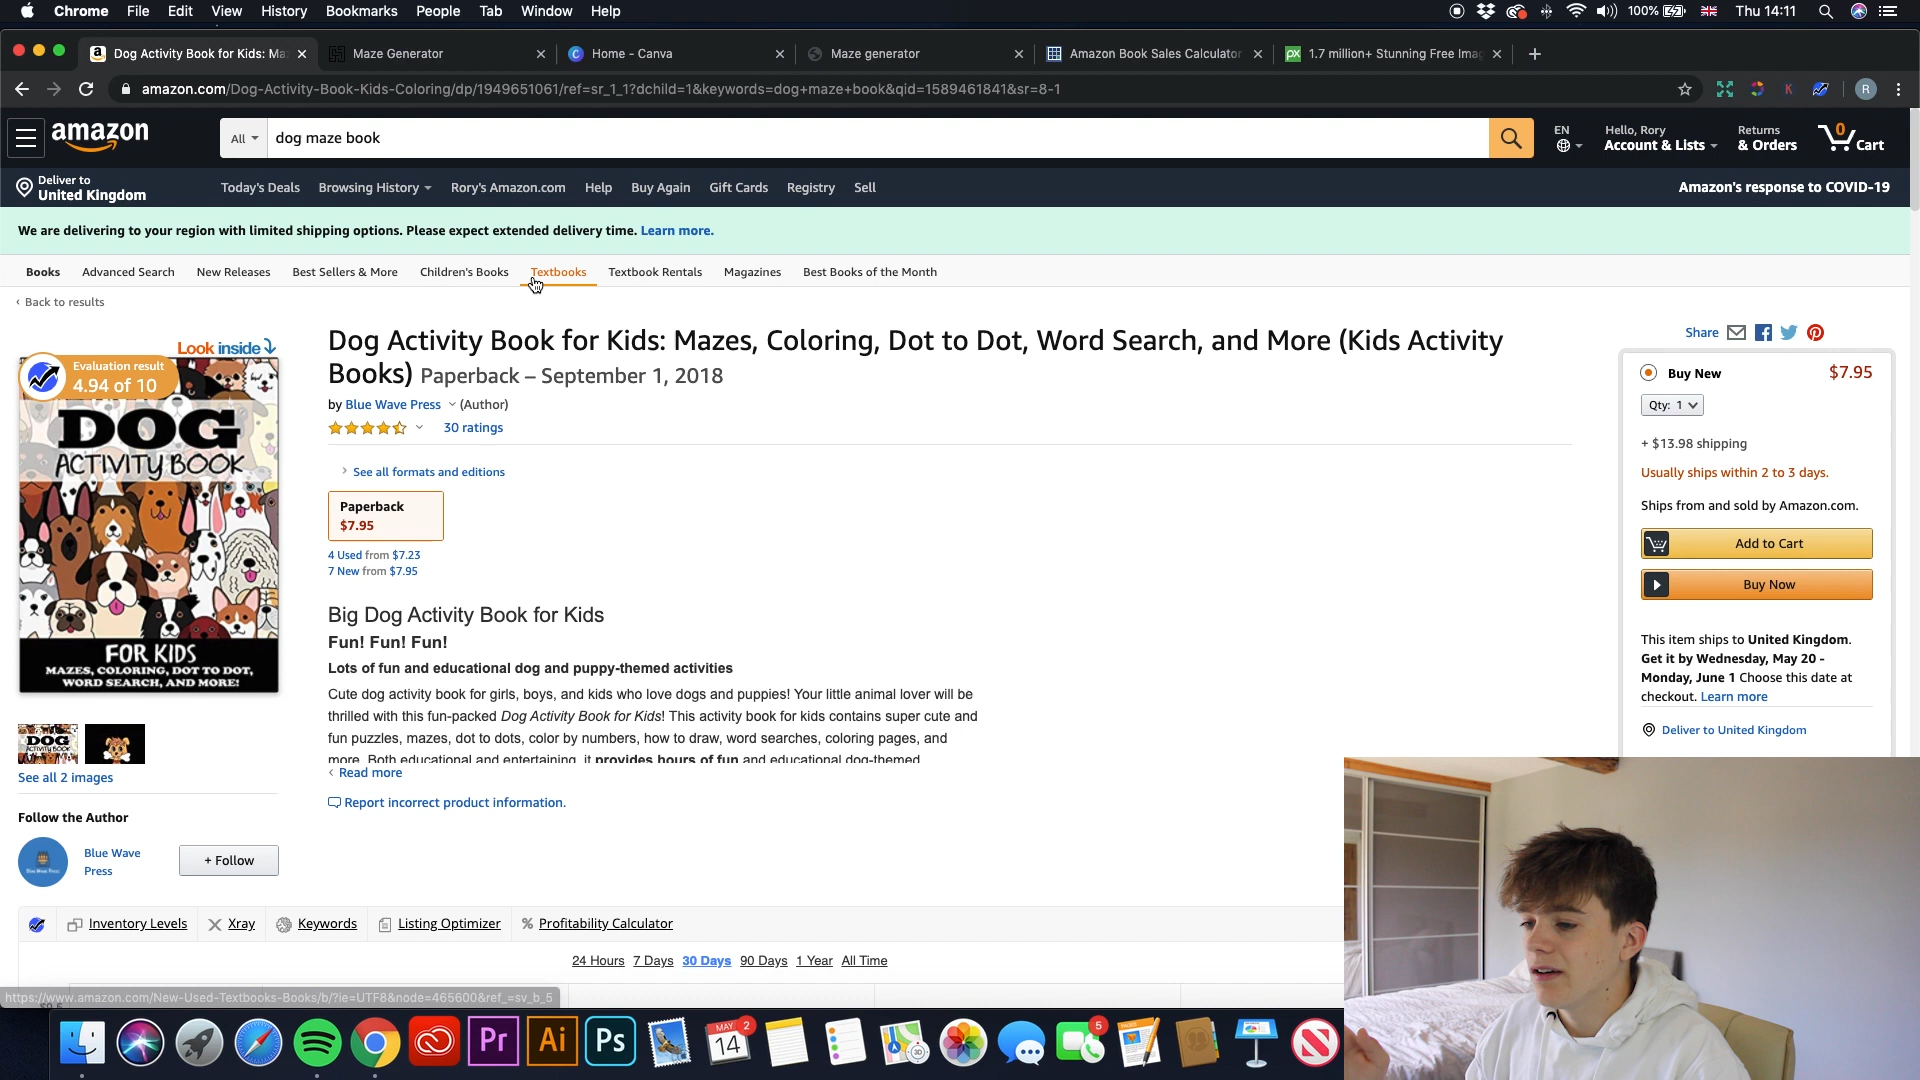 Chrome File Edit View History Bookmarks People Tab Window Help
100% Thu 14:11
Dog Activity Book for Kids: Ma
Maze Generator
Home - Canva
Maze generator
Amazon Book Sales Calculator
1.7 million+ Stunning Free Imag
amazon.com/Dog-Activity-Book-Kids-Coloring/dp/1949651061/ref=sr_1_1?dchild=1&keywords=dog+maze+book&qid=1589461841&sr=8-1
R
amazon
All
dog maze book
EN
Hello, Rory
Account & Lists
Returns
& Orders
0
Cart
Deliver to
United Kingdom
Today's Deals Browsing History Rory's Amazon.com Help Buy Again Gift Cards Registry Sell
Amazon's response to COVID-19
We are delivering to your region with limited shipping options. Please expect extended delivery time. Learn more.
Books Advanced Search New Releases Best Sellers & More Children's Books Textbooks Textbook Rentals Magazines Best Books of the Month
‹ Back to results
Look inside
Evaluation result
4.94 of 10
DOG
ACTIVITY BOOK
FOR KIDS
MAZES, COLORING, DOT TO DOT,
WORD SEARCH, AND MORE!
DOG
ACTIVITY BOOK
See all 2 images
Follow the Author
Blue Wave
Press
+ Follow
Dog Activity Book for Kids: Mazes, Coloring, Dot to Dot, Word Search, and More (Kids Activity
Books) Paperback – September 1, 2018
by Blue Wave Press (Author)
30 ratings
See all formats and editions
Paperback
$7.95
4 Used from $7.23
7 New from $7.95
Big Dog Activity Book for Kids
Fun! Fun! Fun!
Lots of fun and educational dog and puppy-themed activities
Cute dog activity book for girls, boys, and kids who love dogs and puppies! Your little animal lover will be
thrilled with this fun-packed Dog Activity Book for Kids! This activity book for kids contains super cute and
fun puzzles, mazes, dot to dots, color by numbers, how to draw, word searches, coloring pages, and
more. Both educational and entertaining, it provides hours of fun and educational dog-themed
‹ Read more
Report incorrect product information.
Share
Buy New
$7.95
Qty: 1
+ $13.98 shipping
Usually ships within 2 to 3 days.
Ships from and sold by Amazon.com.
Add to Cart
Buy Now
This item ships to United Kingdom.
Get it by Wednesday, May 20 -
Monday, June 1 Choose this date at
checkout. Learn more
Deliver to United Kingdom
Inventory Levels Xray Keywords Listing Optimizer % Profitability Calculator
24 Hours 7 Days 30 Days 90 Days 1 Year All Time
https://www.amazon.com/New-Used-Textbooks-Books/b/?ie=UTF8&node=465600&ref_=sv_b_5
Pr
Ai
Ps
MAY
14
2
5
PAGES